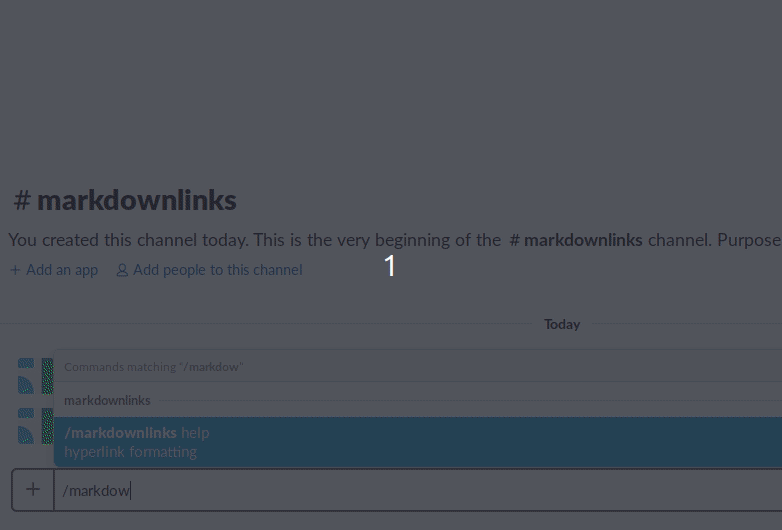 # markdownlinks
You created this channel today. This is the very beginning of the # markdownlinks channel. Purpose
+ Add an app Add people to this channel
1
Today
Commands matching "/markdow"
markdownlinks
/markdownlinks help
hyperlink formatting
+ /markdow